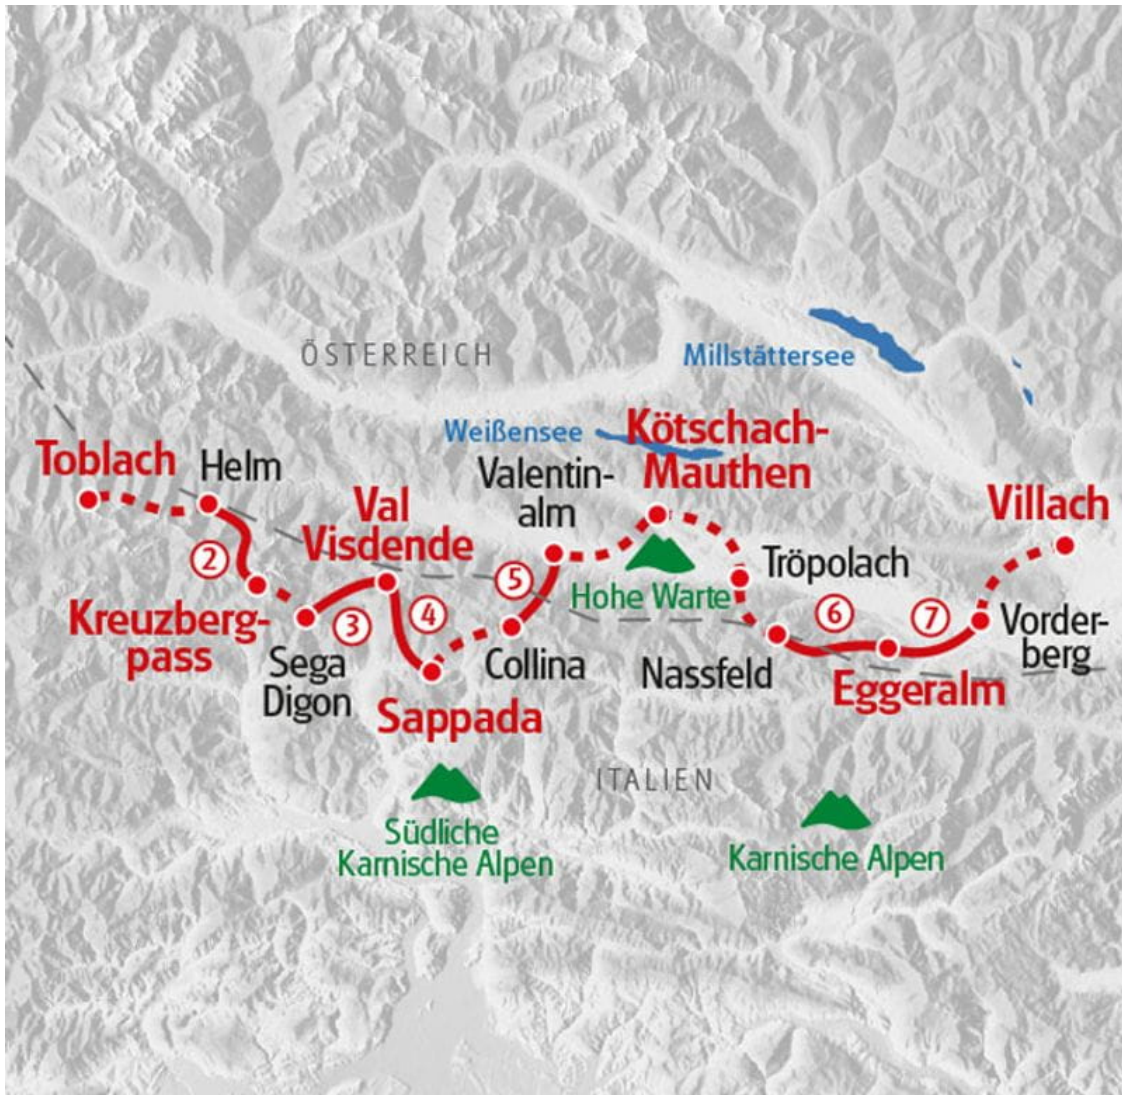 ÖSTERREICH
Millstättersee
Weißensee
Kötschach-
Mauthen
Toblach
Helm
Valentin-
alm
Val
Visdende
Villach
2
5
Tröpolach
Hohe Warte
Kreuzberg-
pass
3
4
6
7
Sega
Digon
Collina
Nassfeld
Vorder-
berg
Eggeralm
Sappada
ITALIEN
Südliche
Karnische Alpen
Karnische Alpen